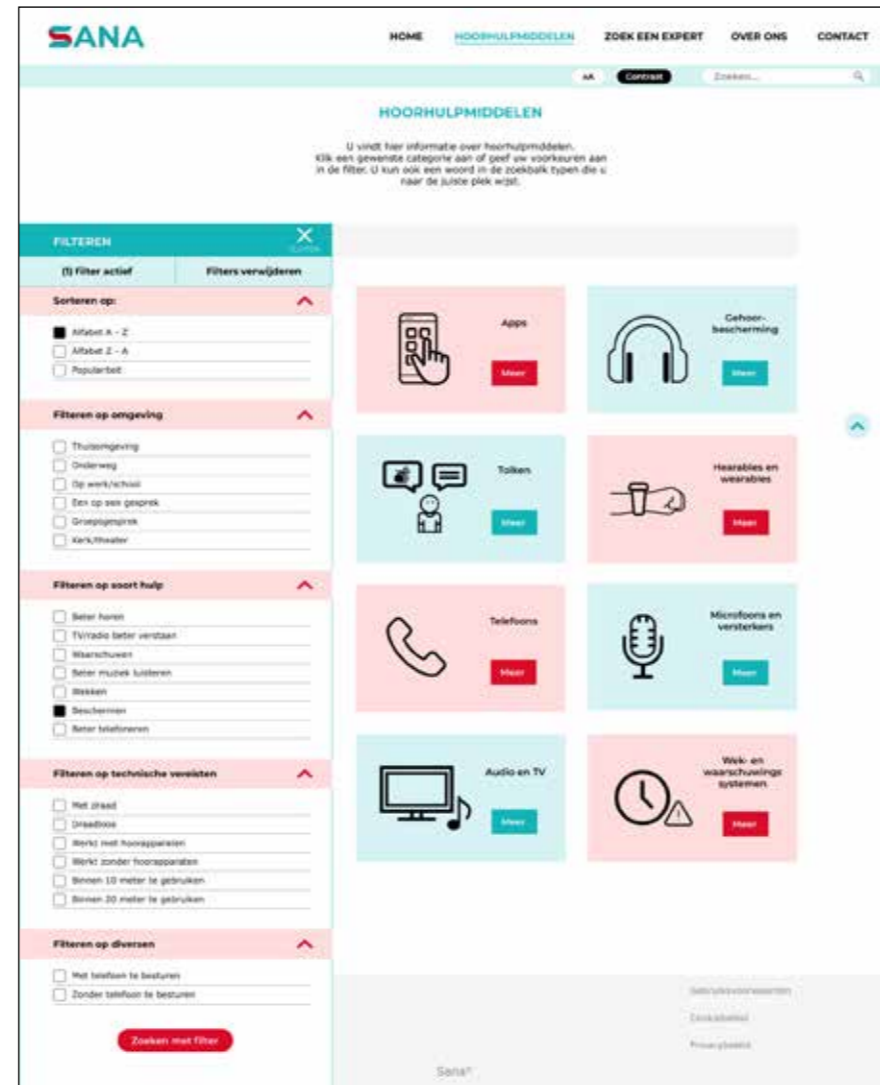 SANA
HOME HOORHULPMIDDELEN ZOEK EEN EXPERT OVER ONS CONTACT
AA Contrast Zoeken...
HOORHULPMIDDELEN
U vindt hier informatie over hoorhulpmiddelen.
Klik een gewenste categorie aan of geef uw voorkeuren aan
in de filter. U kun ook een woord in de zoekbalk typen die u
naar de juiste plek wijst.
FILTEREN
SLUITEN
(1) Filter actief Filters verwijderen
Sorteren op:
Alfabet A - Z
Alfabet Z - A
Populariteit
Filteren op omgeving
Thuisomgeving
Onderweg
Op werk/school
Een op een gesprek
Groepsgesprek
Kerk/theater
Filteren op soort hulp
Beter horen
TV/radio beter verstaan
Waarschuwen
Beter muziek luisteren
Wekken
Beschermen
Beter telefoneren
Filteren op technische vereisten
Met draad
Draadloos
Werkt met hoorapparaten
Werkt zonder hoorapparaten
Binnen 10 meter te gebruiken
Binnen 20 meter te gebruiken
Filteren op diversen
Met telefoon te besturen
Zonder telefoon te besturen
Zoeken met filter
Apps
Meer
Gehoor-
bescherming
Meer
Tolken
Meer
Hearables en
wearables
Meer
Telefoons
Meer
Microfoons en
versterkers
Meer
Audio en TV
Meer
Wek- en
waarschuwings
systemen
Meer
Gebruiksvoorwaarden
Cookiebeleid
Privacybeleid
Sana®